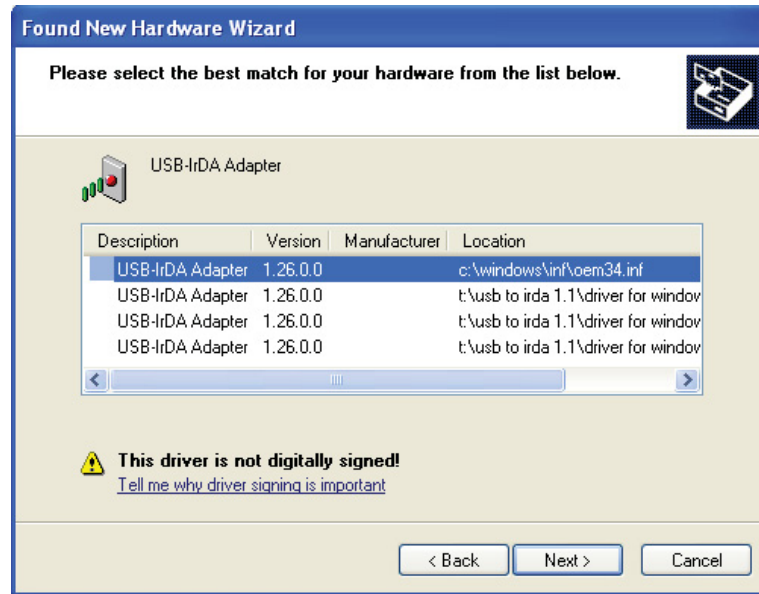 Found New Hardware Wizard
Please select the best match for your hardware from the list below.
USB-IrDA Adapter
Description Version Manufacturer Location
USB-IrDA Adapter 1.26.0.0 c:\windows\inf\oem34.inf
USB-IrDA Adapter 1.26.0.0 t:\usb to irda 1.1\driver for window
USB-IrDA Adapter 1.26.0.0 t:\usb to irda 1.1\driver for window
USB-IrDA Adapter 1.26.0.0 t:\usb to irda 1.1\driver for window
This driver is not digitally signed!
Tell me why driver signing is important
< Back Next > Cancel